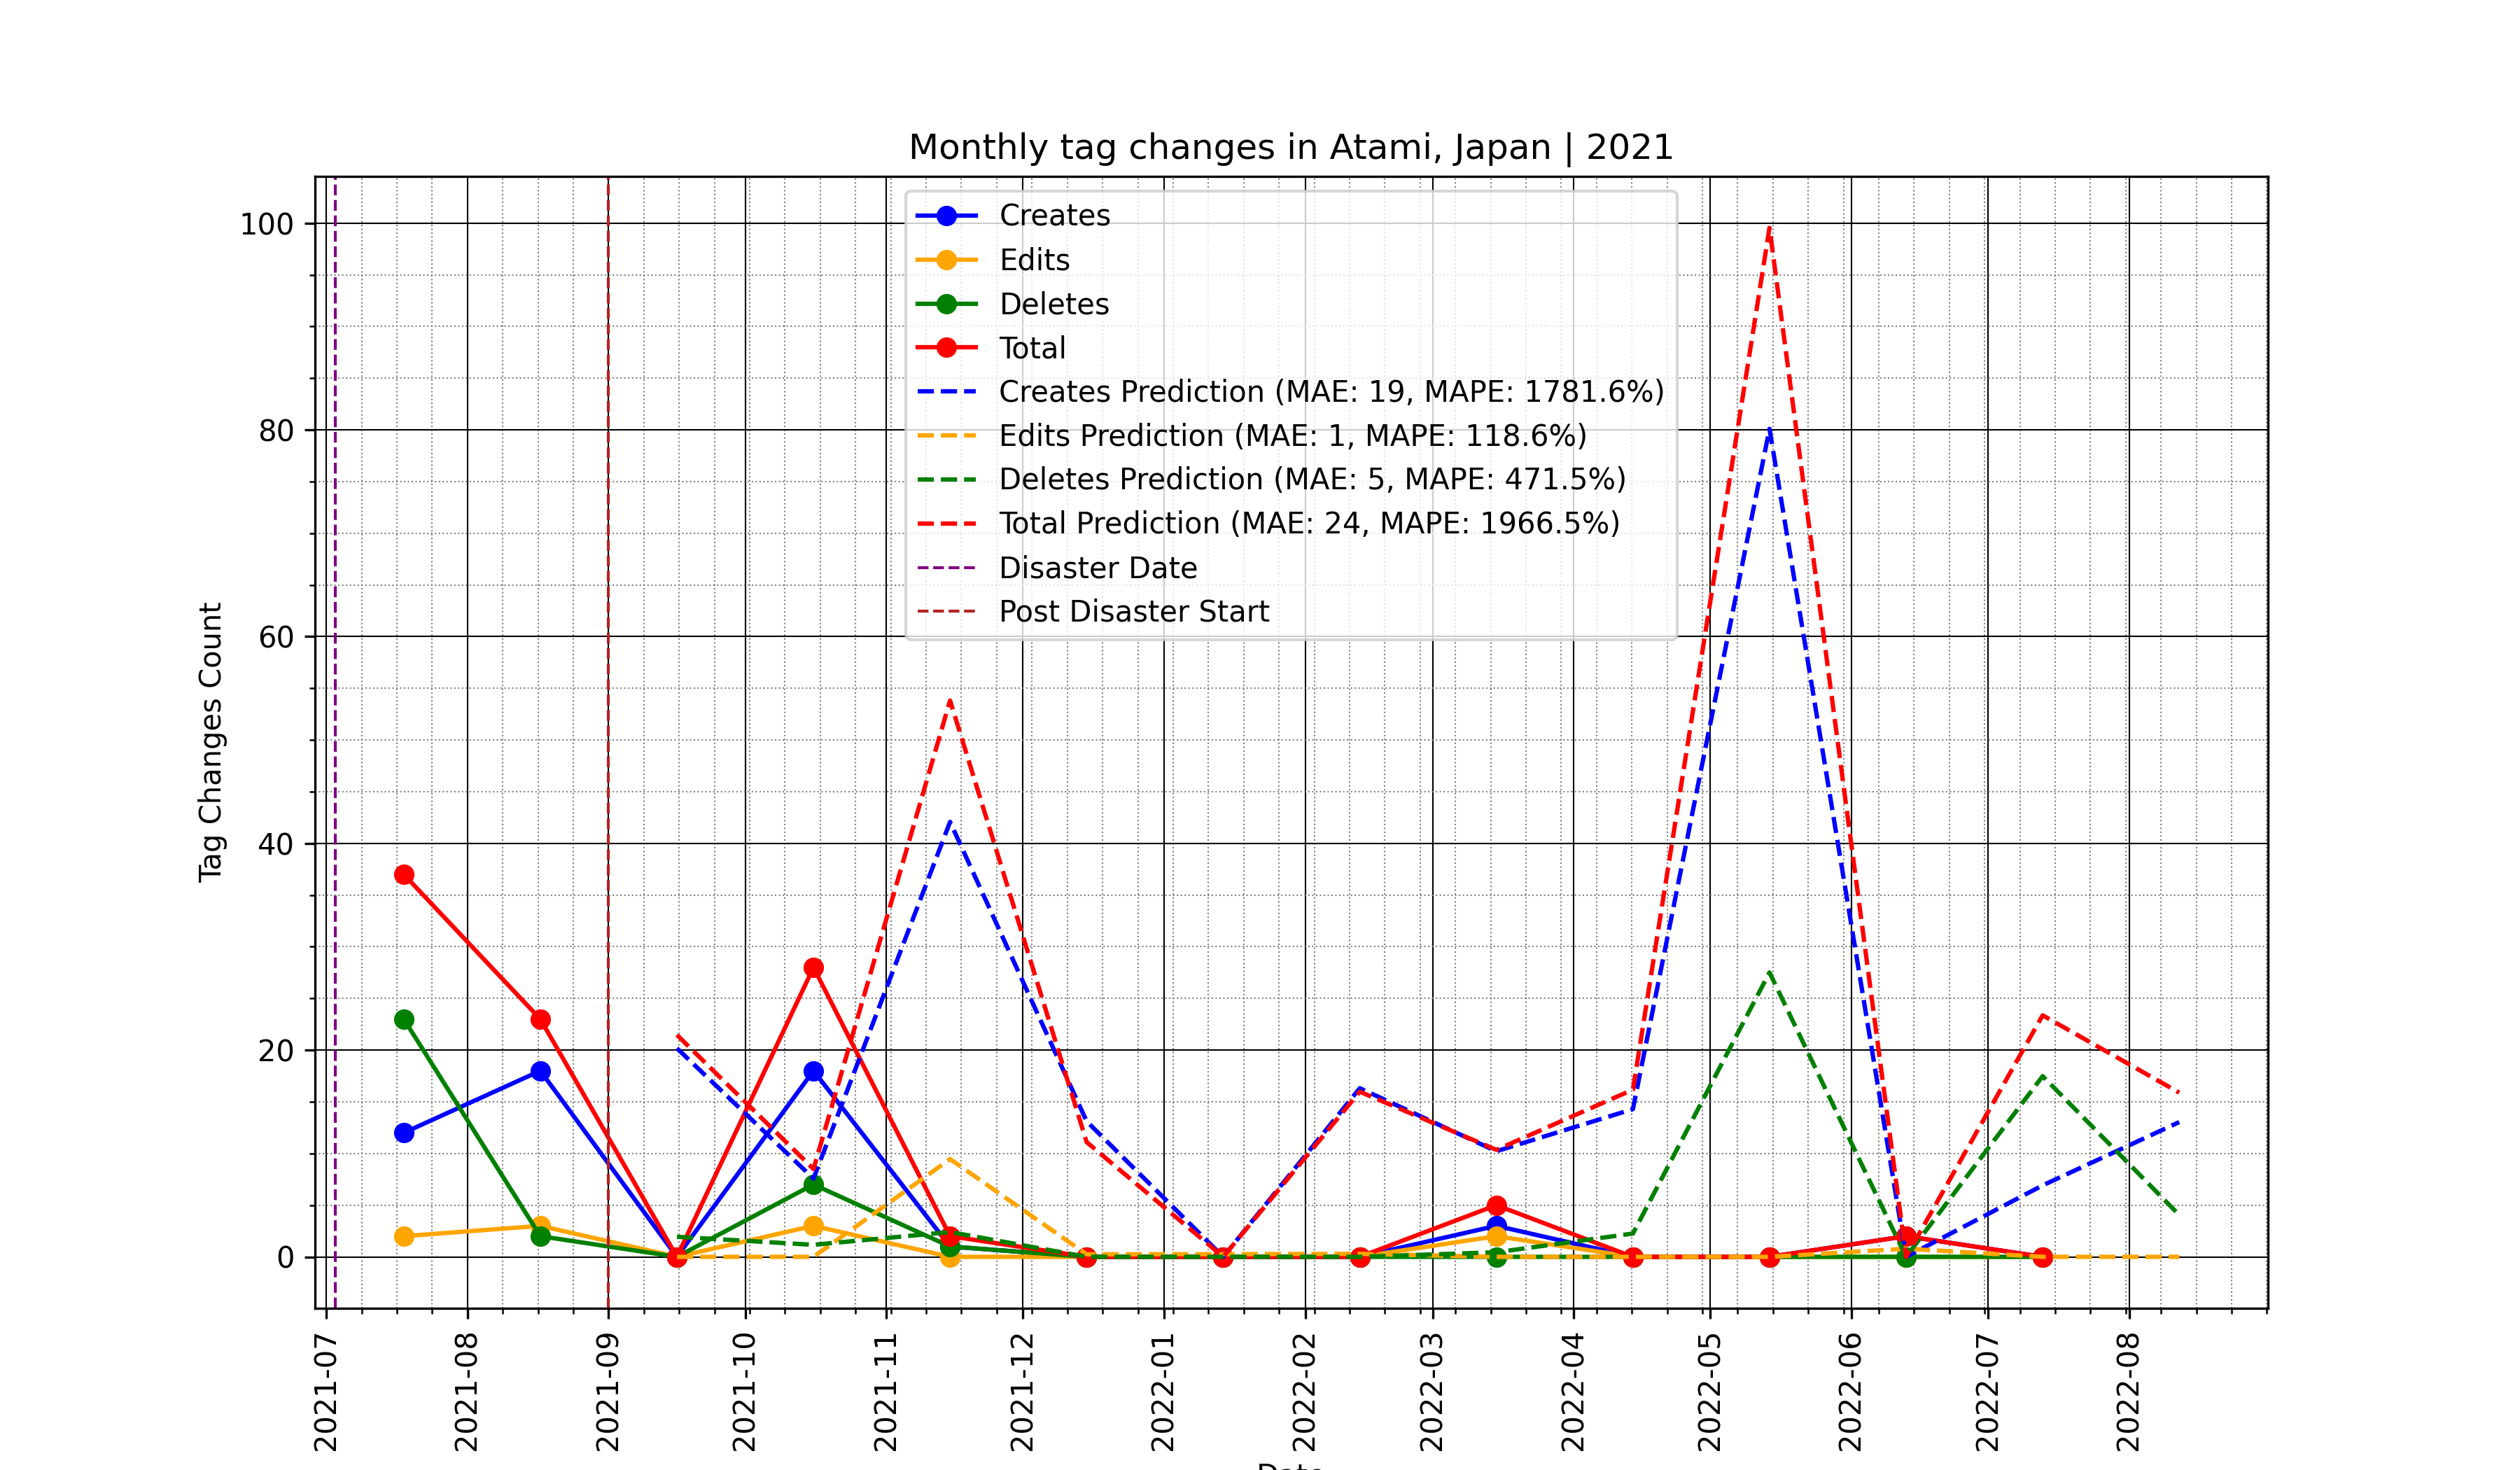 Monthly tag changes in Atami, Japan | 2021
Tag Changes Count
100
80
60
40
20
0
Creates
Edits
Deletes
Total
Creates Prediction (MAE: 19, MAPE: 1781.6%)
Edits Prediction (MAE: 1, MAPE: 118.6%)
Deletes Prediction (MAE: 5, MAPE: 471.5%)
Total Prediction (MAE: 24, MAPE: 1966.5%)
Disaster Date
Post Disaster Start
2021-07
2021-08
2021-09
2021-10
2021-11
2021-12
2022-01
2022-02
2022-03
2022-04
2022-05
2022-06
2022-07
2022-08
Date